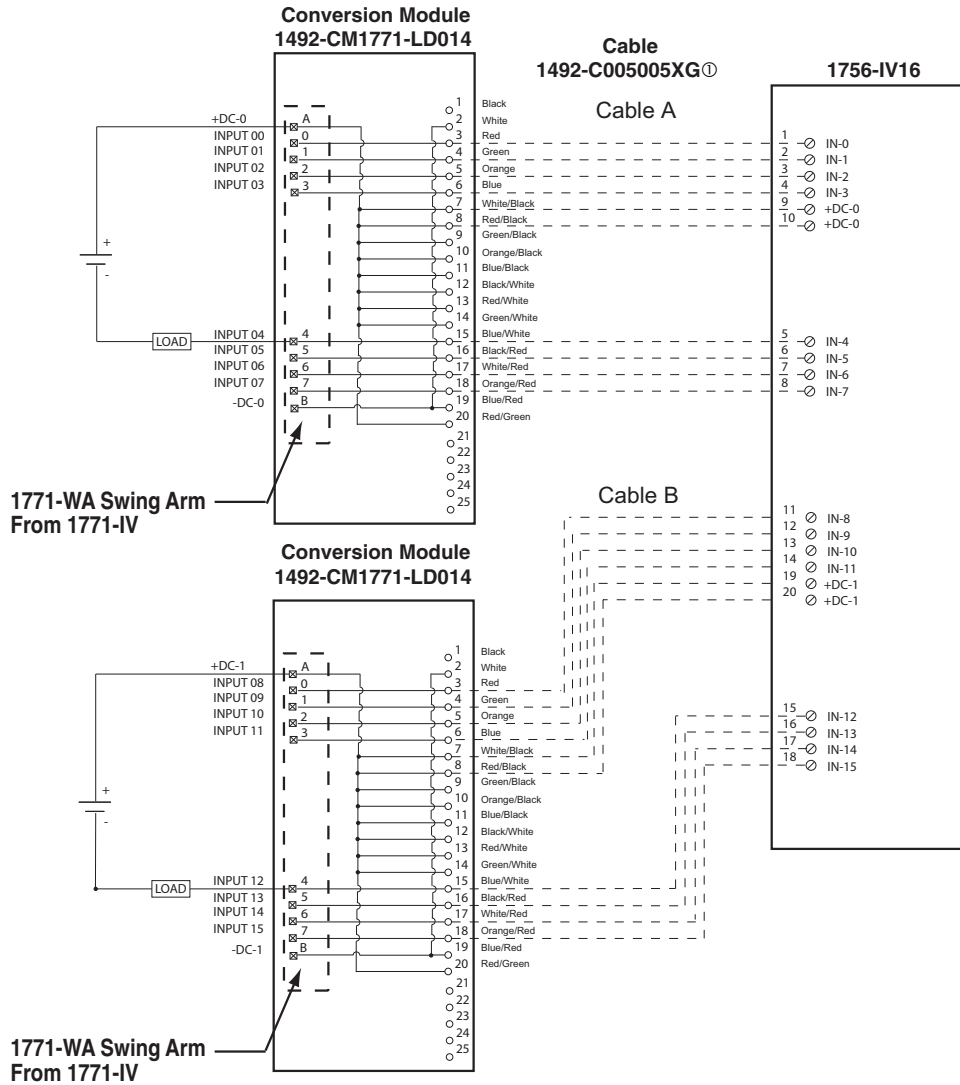 Conversion Module
1492-CM1771-LD014
Cable
1492-C005005XG①
1756-IV16
Cable A
+DC-0
INPUT 00
INPUT 01
INPUT 02
INPUT 03
A
0
1
2
3
1 Black
2 White
3 Red
4 Green
5 Orange
6 Blue
7 White/Black
8 Red/Black
9 Green/Black
10 Orange/Black
11 Blue/Black
12 Black/White
13 Red/White
14 Green/White
15 Blue/White
16 Black/Red
17 White/Red
18 Orange/Red
19 Blue/Red
20 Red/Green
21
22
23
24
25
1 IN-0
2 IN-1
3 IN-2
4 IN-3
9 +DC-0
10 +DC-0
+
-
LOAD
INPUT 04
INPUT 05
INPUT 06
INPUT 07
-DC-0
4
5
6
7
B
5 IN-4
6 IN-5
7 IN-6
8 IN-7
1771-WA Swing Arm
From 1771-IV
Cable B
11 IN-8
12 IN-9
13 IN-10
14 IN-11
19 +DC-1
20 +DC-1
Conversion Module
1492-CM1771-LD014
+DC-1
INPUT 08
INPUT 09
INPUT 10
INPUT 11
A
0
1
2
3
1 Black
2 White
3 Red
4 Green
5 Orange
6 Blue
7 White/Black
8 Red/Black
9 Green/Black
10 Orange/Black
11 Blue/Black
12 Black/White
13 Red/White
14 Green/White
15 Blue/White
16 Black/Red
17 White/Red
18 Orange/Red
19 Blue/Red
20 Red/Green
21
22
23
24
25
15 IN-12
16 IN-13
17 IN-14
18 IN-15
+
-
LOAD
INPUT 12
INPUT 13
INPUT 14
INPUT 15
-DC-1
4
5
6
7
B
1771-WA Swing Arm
From 1771-IV